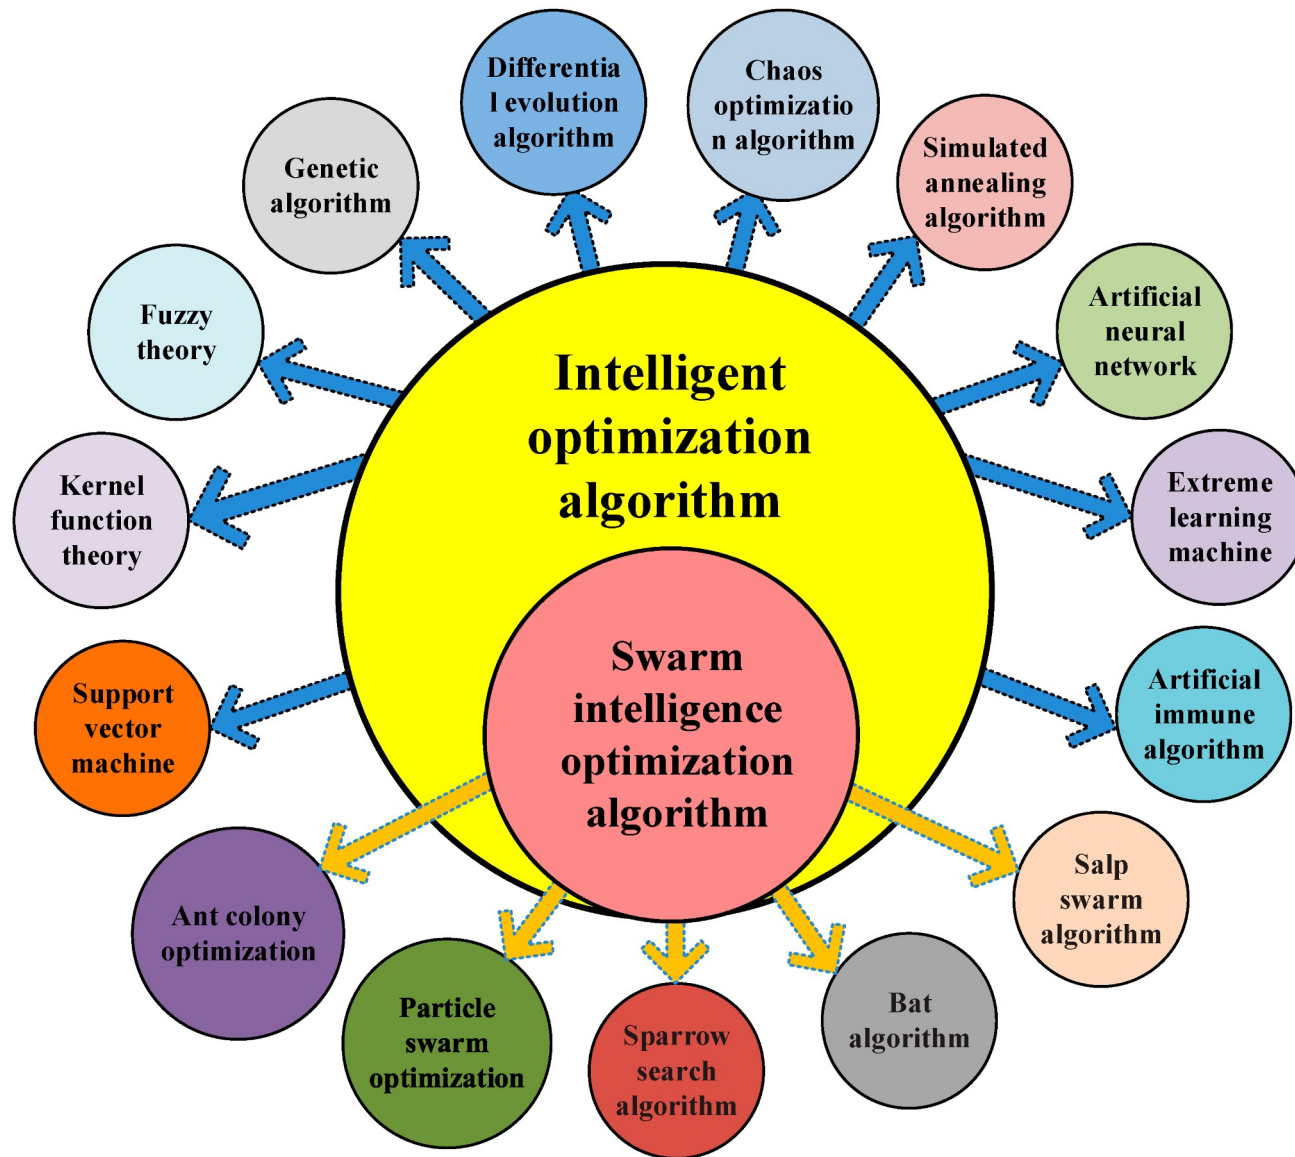 Differentia
l evolution
algorithm
Chaos
optimizatio
n algorithm
Genetic
algorithm
Simulated
annealing
algorithm
Fuzzy
theory
Artificial
neural
network
Kernel
function
theory
Extreme
learning
machine
Intelligent
optimization
algorithm
Support
vector
machine
Artificial
immune
algorithm
Swarm
intelligence
optimization
algorithm
Ant colony
optimization
Particle
swarm
optimization
Sparrow
search
algorithm
Bat
algorithm
Salp
swarm
algorithm